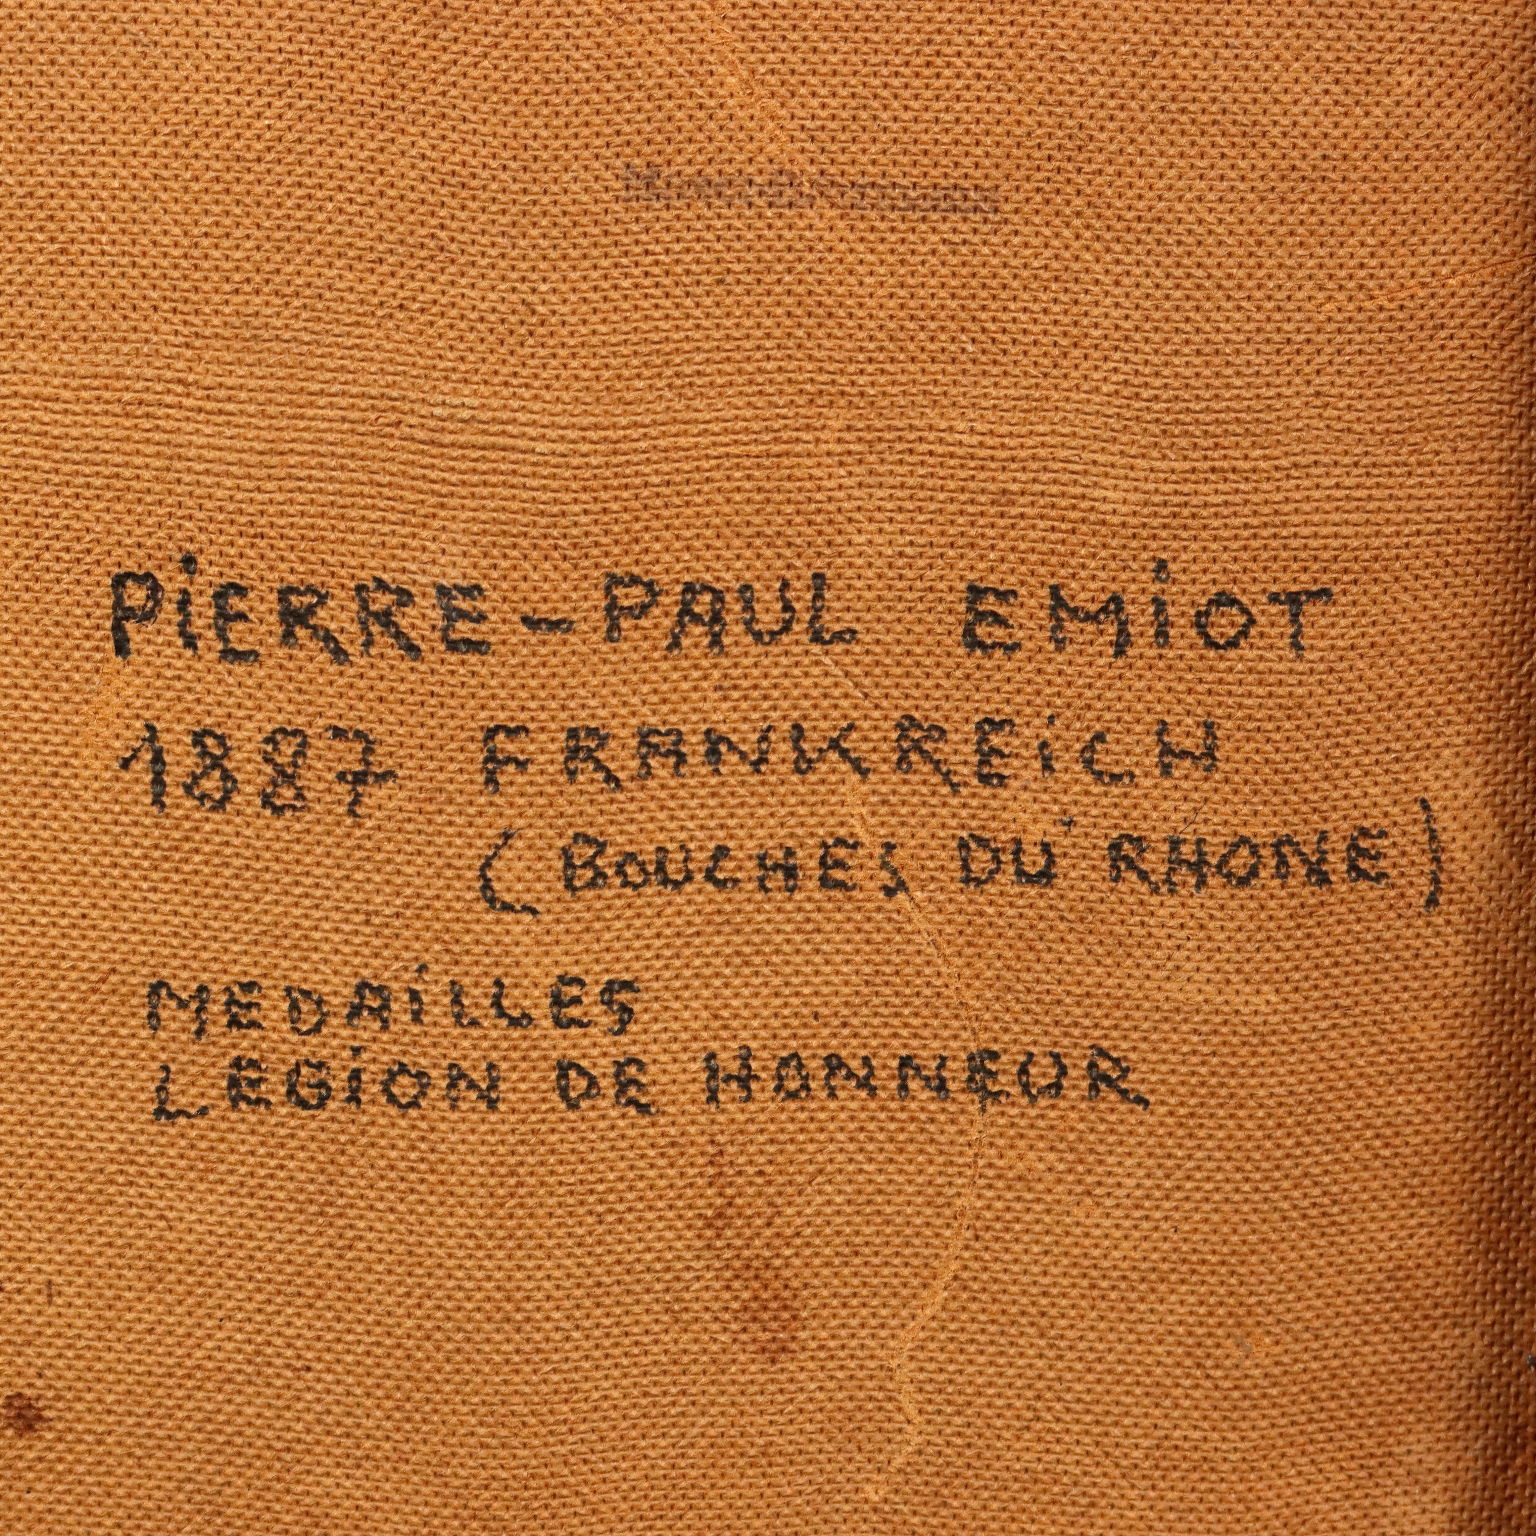 PiERRE-PAUL EMiOT
1887 FRANKREiCH
(BOUCHES DU RHONE)
MEDAiLLES
LEGiON DE HONNEUR